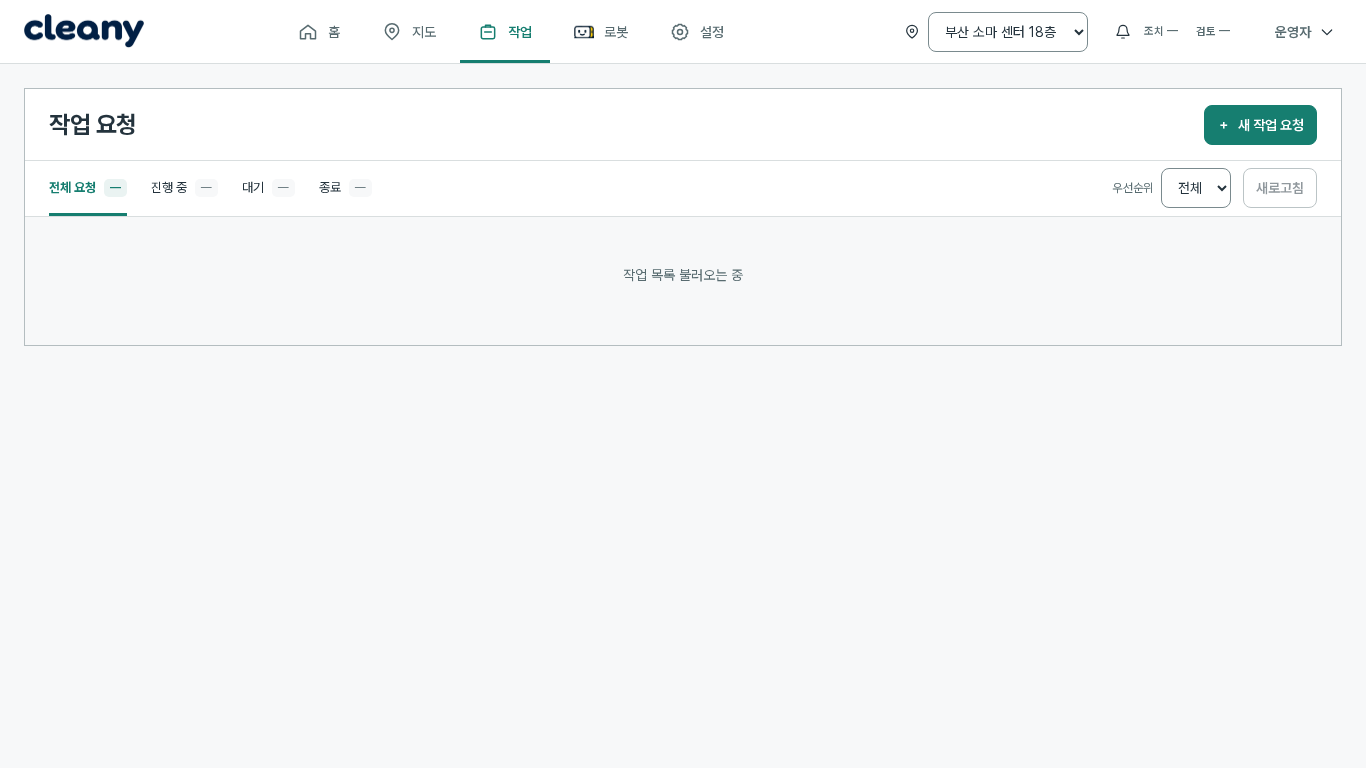 cleany
홈
지도
작업
로봇
설정
부산 소마 센터 18층
조치 —
검토 —
운영자
작업 요청
+ 새 작업 요청
전체 요청 —
진행 중 —
대기 —
종료 —
우선순위
전체
새로고침
작업 목록 불러오는 중